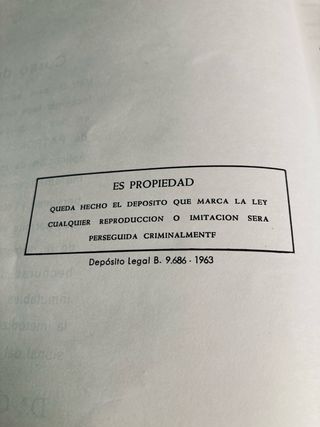 ES PROPIEDAD
QUEDA HECHO EL DEPOSITO QUE MARCA LA LEY
CUALQUIER REPRODUCCION O IMITACION SERA
PERSEGUIDA CRIMINALMENTF
Depósito Legal B. 9.686 - 1963